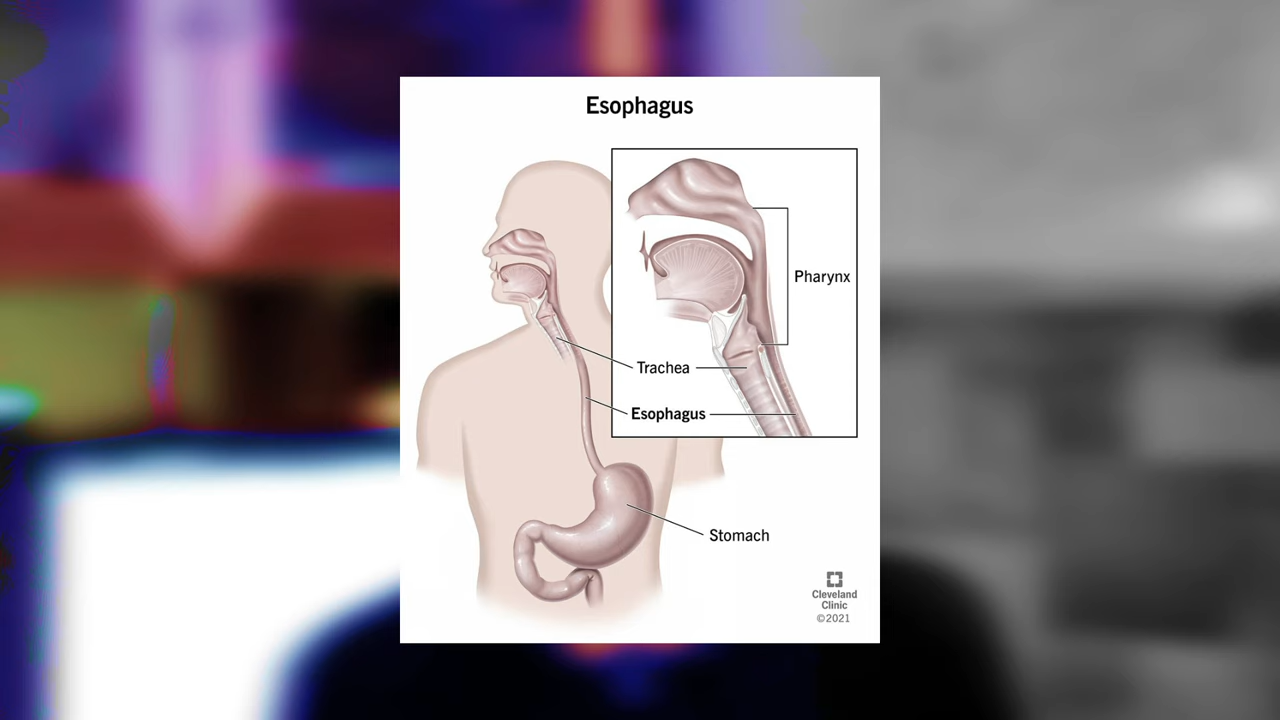 Esophagus
Pharynx
Trachea
Esophagus
Stomach
Cleveland
Clinic
©2021